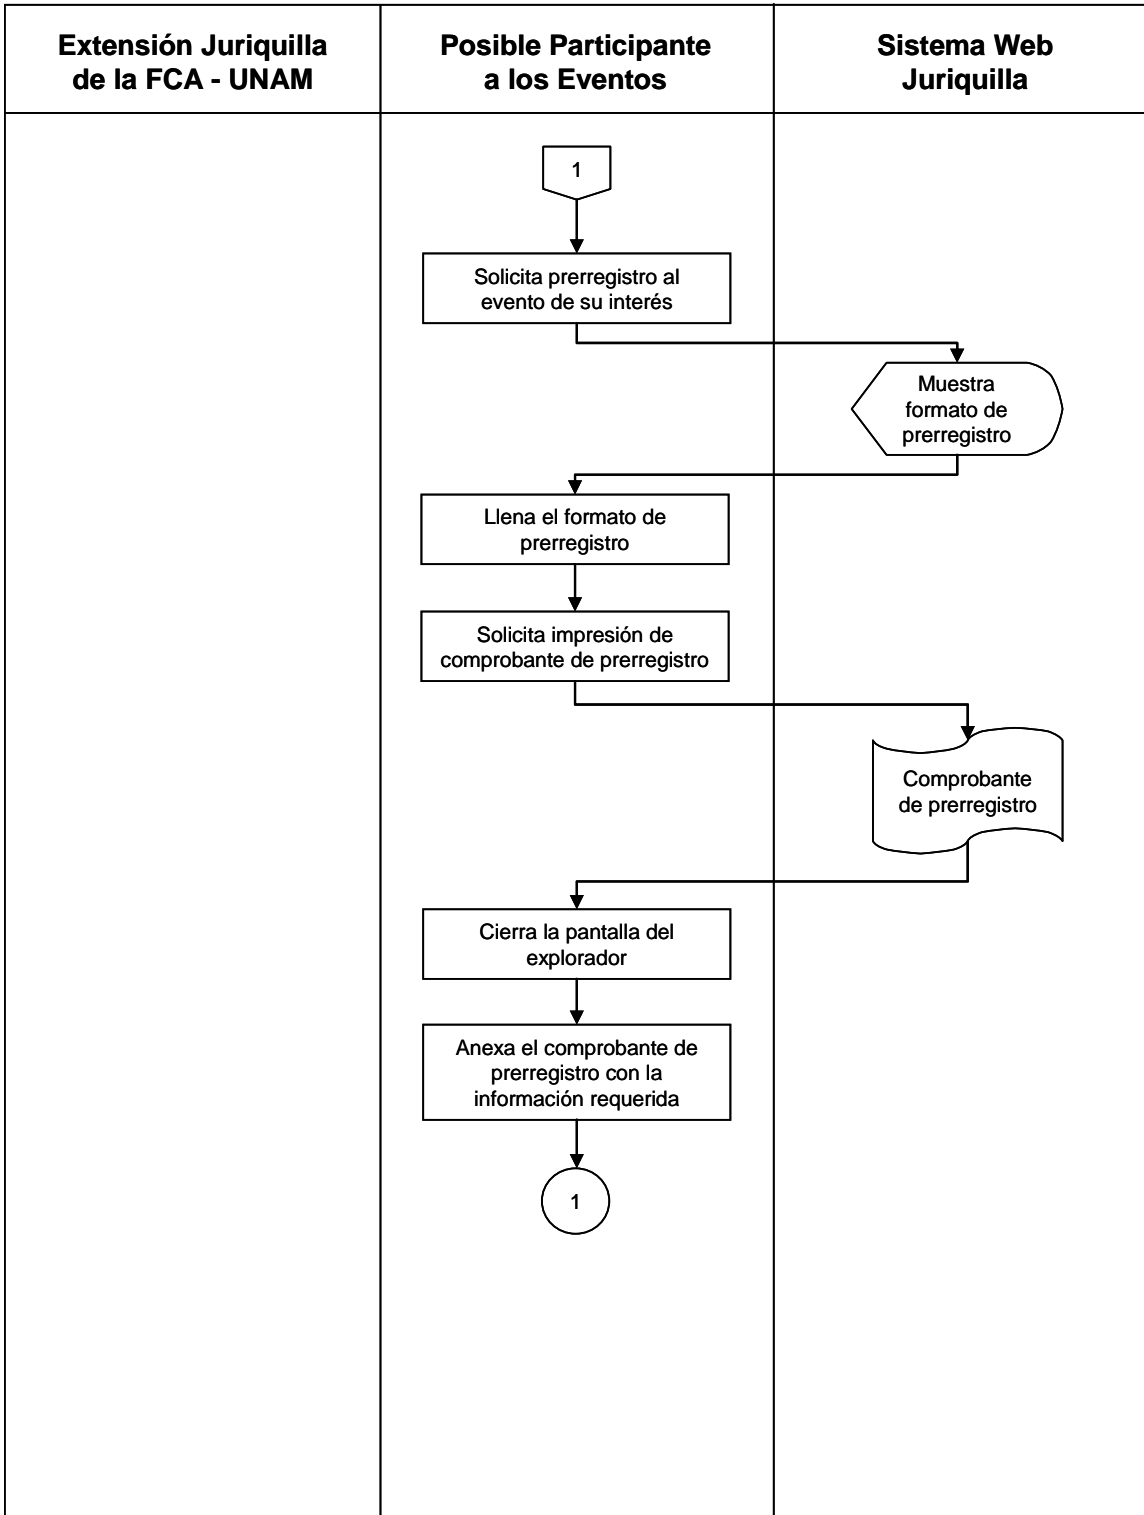 Extensión Juriquilla
de la FCA - UNAM
Posible Participante
a los Eventos
Sistema Web
Juriquilla
1
Solicita prerregistro al
evento de su interés
Muestra
formato de
prerregistro
Llena el formato de
prerregistro
Solicita impresión de
comprobante de prerregistro
Comprobante
de prerregistro
Cierra la pantalla del
explorador
Anexa el comprobante de
prerregistro con la
información requerida
1